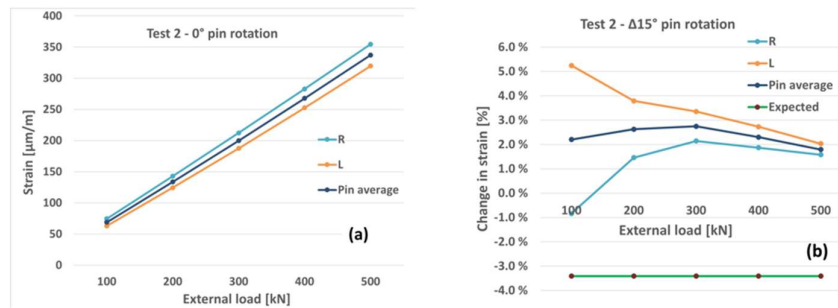 Test 2 - 0° pin rotation
400
350
300
250
200
150
100
50
0
Strain [µm/m]
R
L
Pin average
(a)
100 200 300 400 500
External load [kN]
Test 2 - Δ15° pin rotation
6.0 %
5.0 %
4.0 %
3.0 %
2.0 %
1.0 %
0.0 %
-1.0 %
-2.0 %
-3.0 %
-4.0 %
Change in strain [%]
R
L
Pin average
Expected
100 200 300 400 500
External load [kN]
(b)